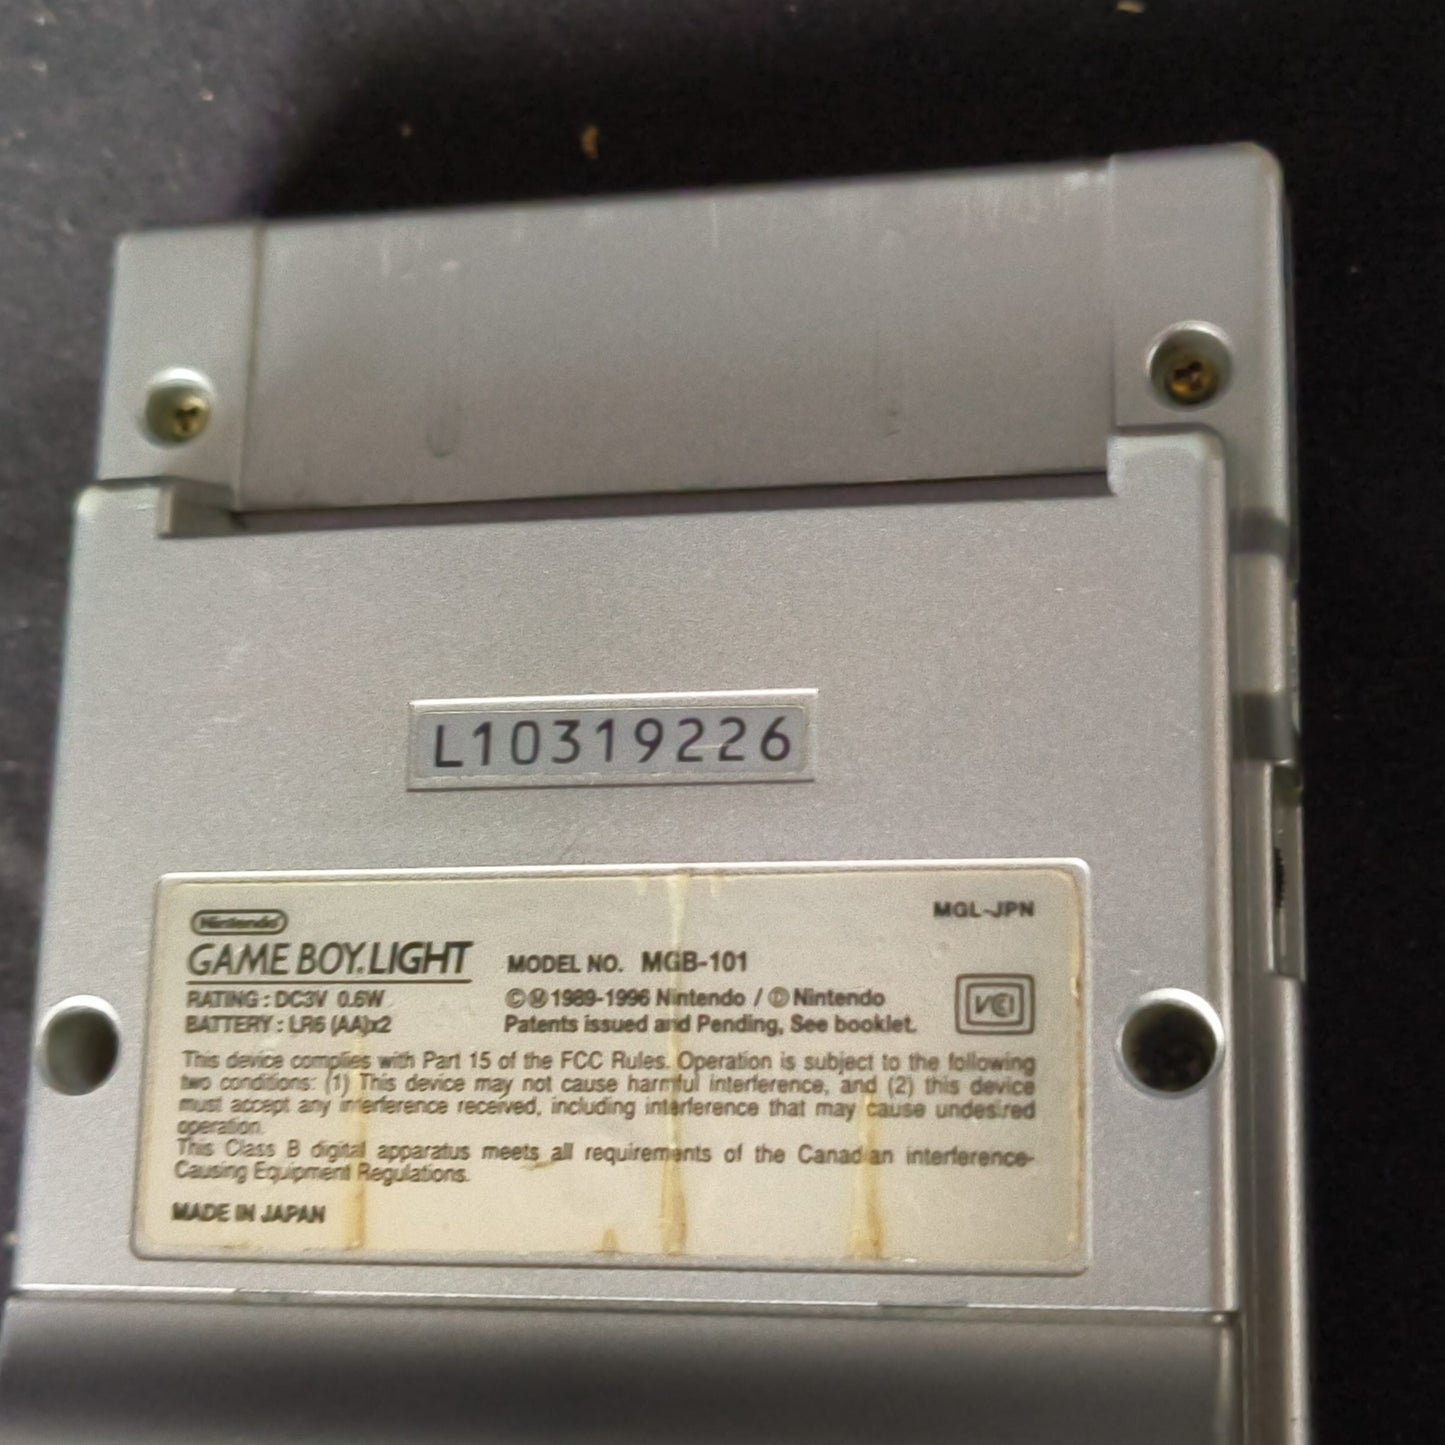 L10319226
Nintendo
MGL-JPN
GAME BOY LIGHT MODEL NO. MGB-101
RATING : DC3V 0.6W ©Ⓜ1989-1996 Nintendo / Ⓓ Nintendo
BATTERY : LR6 (AA)x2 Patents issued and Pending, See booklet.
VCI
This device complies with Part 15 of the FCC Rules. Operation is subject to the following
two conditions: (1) This device may not cause harmful interference, and (2) this device
must accept any interference received, including interference that may cause undesired
operation.
This Class B digital apparatus meets all requirements of the Canadian interference-
Causing Equipment Regulations.
MADE IN JAPAN